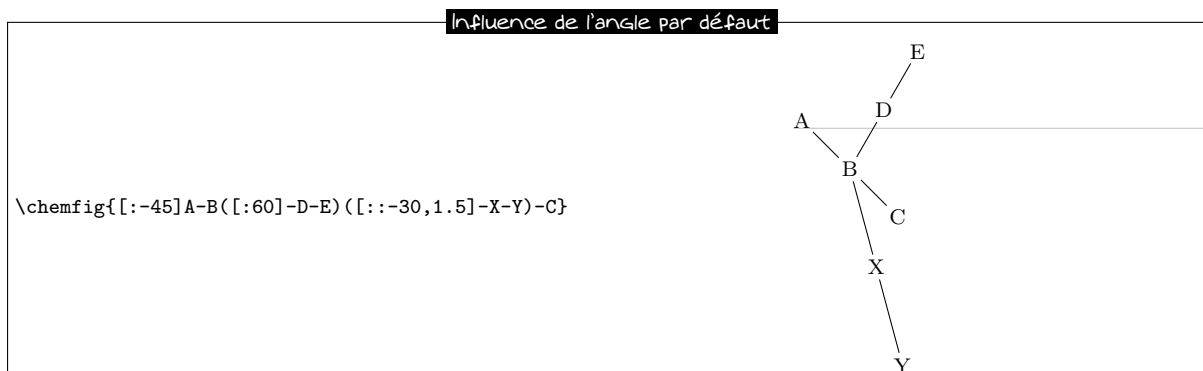 Influence de l'angle par défaut
E
D
A
B
\chemfig{[:-45]A-B([:60]-D-E)([::-30,1.5]-X-Y)-C}
C
X
Y